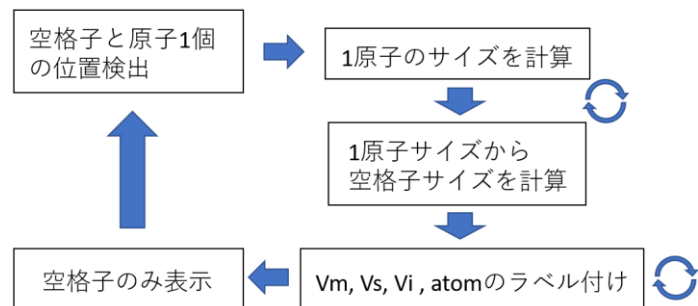 空格子と原子1個
の位置検出
1原子のサイズを計算
1原子サイズから
空格子サイズを計算
Vm, Vs, Vi , atomのラベル付け
空格子のみ表示